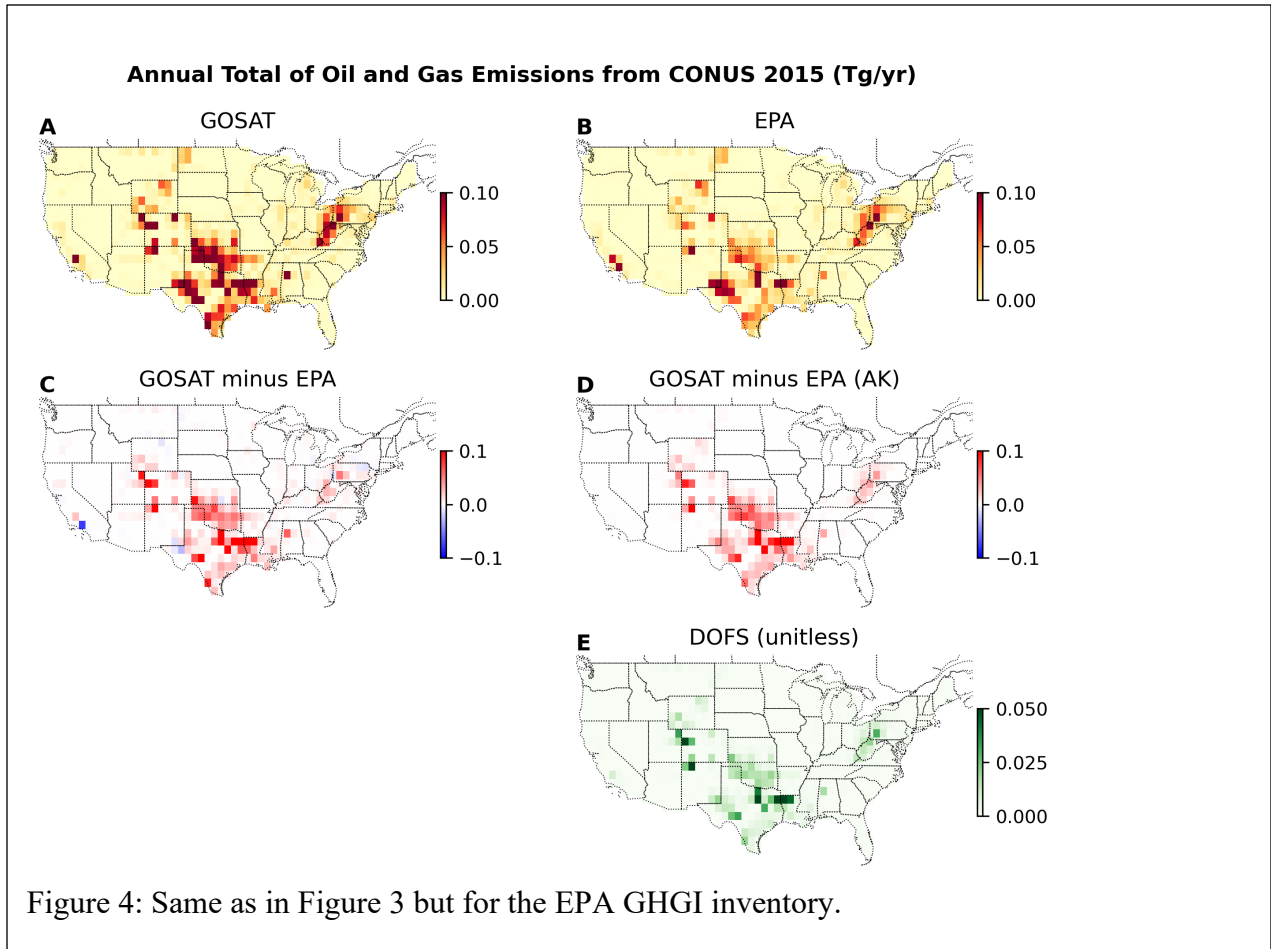 Annual Total of Oil and Gas Emissions from CONUS 2015 (Tg/yr)
A
GOSAT
0.10
0.05
0.00
B
EPA
0.10
0.05
0.00
C
GOSAT minus EPA
0.1
0.0
−0.1
D
GOSAT minus EPA (AK)
0.1
0.0
−0.1
E
DOFS (unitless)
0.050
0.025
0.000
Figure 4: Same as in Figure 3 but for the EPA GHGI inventory.